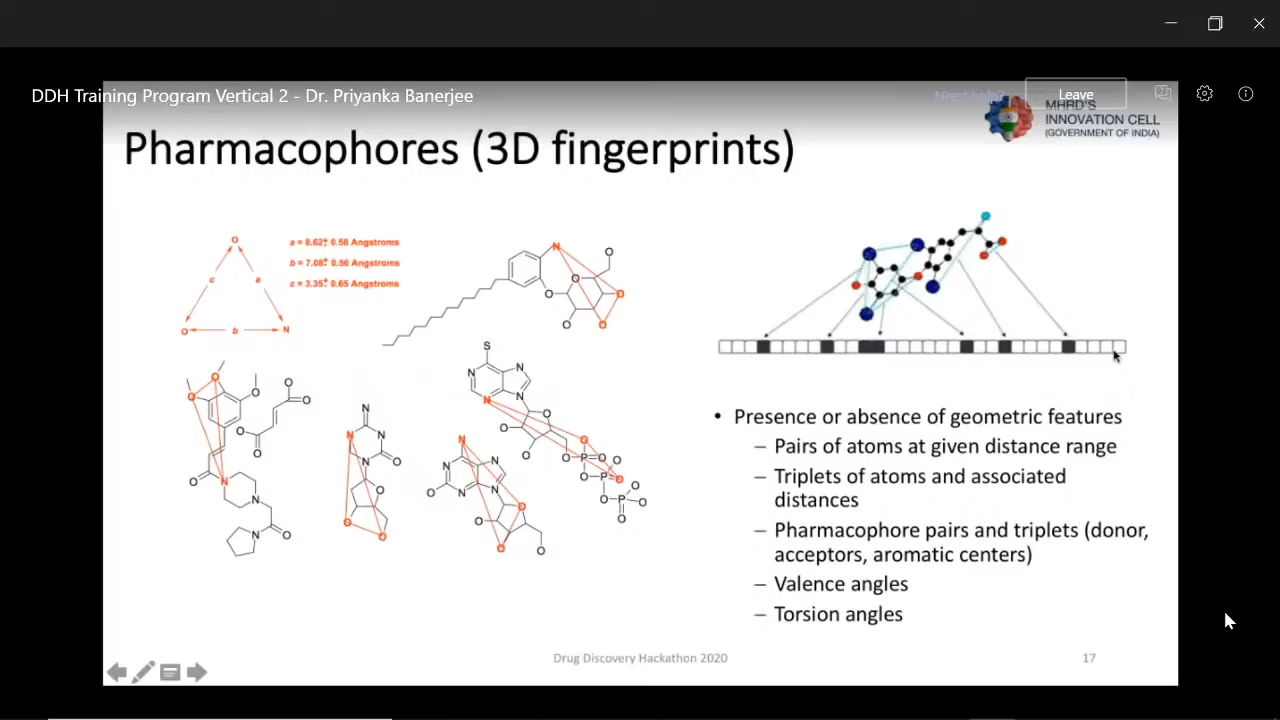 DDH Training Program Vertical 2 - Dr. Priyanka Banerjee
Need help?
Leave
MHRD'S
INNOVATION CELL
(GOVERNMENT OF INDIA)
Pharmacophores (3D fingerprints)
a = 8.62± 0.58 Angstroms
b = 7.08± 0.56 Angstroms
c = 3.35± 0.65 Angstroms
O
c
a
O
b
N
• Presence or absence of geometric features
– Pairs of atoms at given distance range
– Triplets of atoms and associated
distances
– Pharmacophore pairs and triplets (donor,
acceptors, aromatic centers)
– Valence angles
– Torsion angles
Drug Discovery Hackathon 2020
17